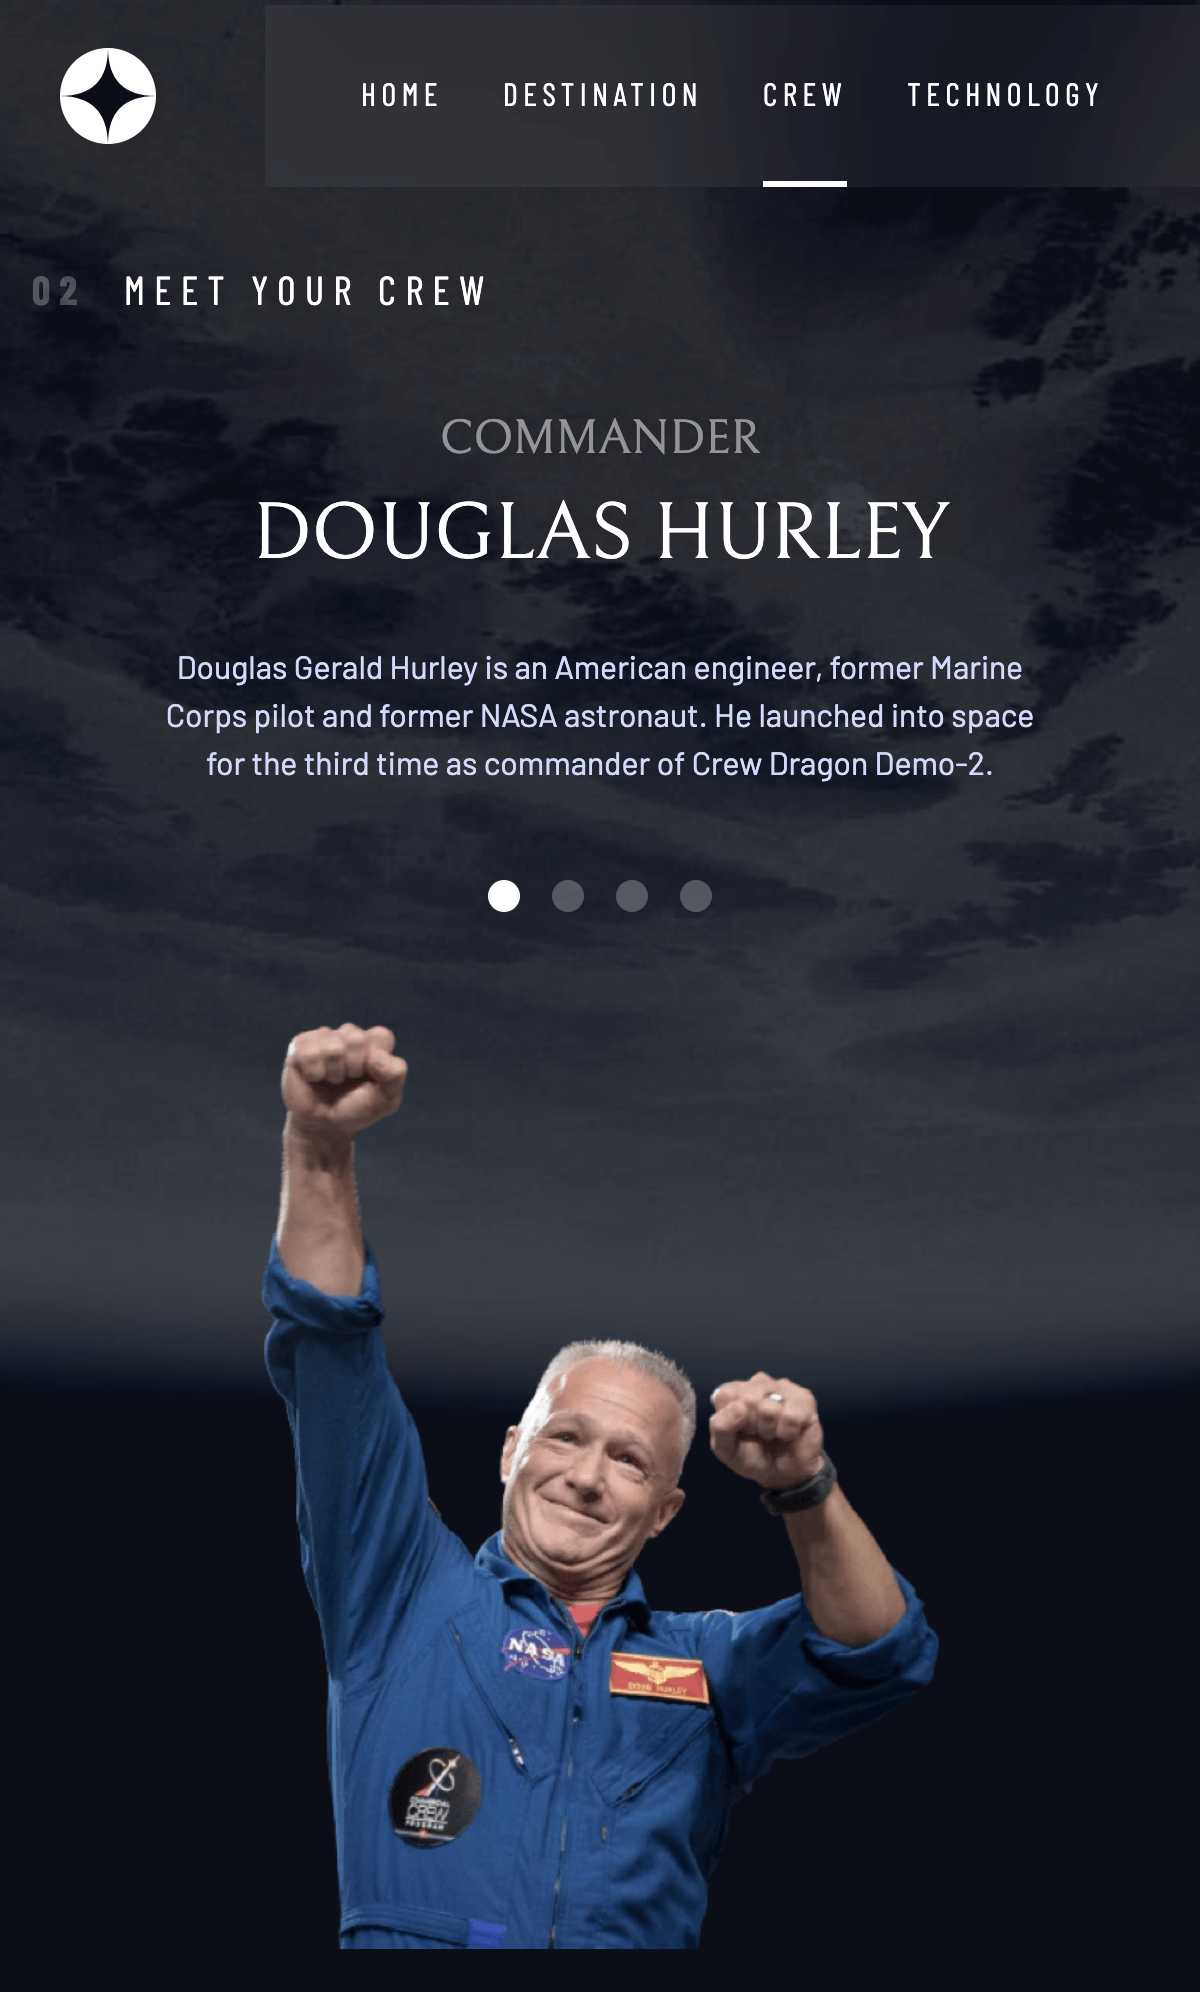 HOME DESTINATION CREW TECHNOLOGY
02 MEET YOUR CREW
COMMANDER
DOUGLAS HURLEY
Douglas Gerald Hurley is an American engineer, former Marine
Corps pilot and former NASA astronaut. He launched into space
for the third time as commander of Crew Dragon Demo-2.
NASA
DOUG HURLEY
COMMERCIAL
CREW
PROGRAM